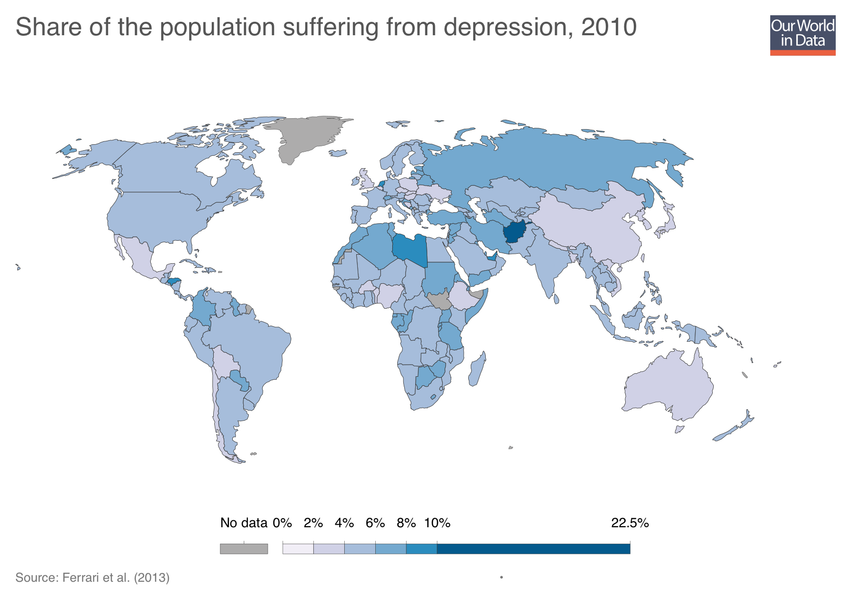 Share of the population suffering from depression, 2010
Our World
in Data
No data 0% 2% 4% 6% 8% 10% 22.5%
Source: Ferrari et al. (2013)